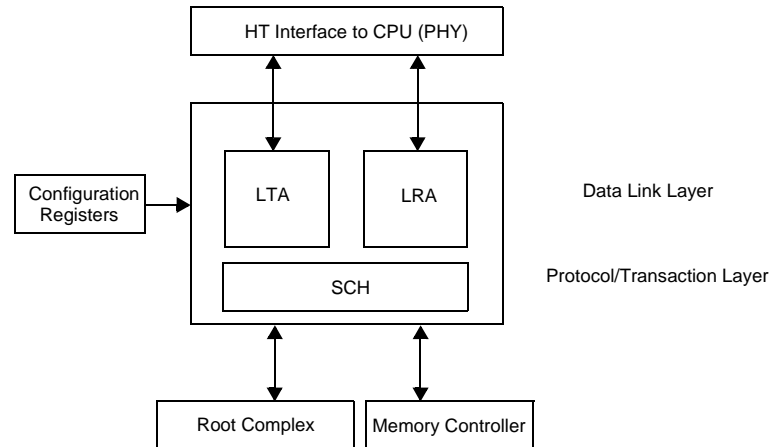 HT Interface to CPU (PHY)
Configuration
Registers
LTA
LRA
Data Link Layer
SCH
Protocol/Transaction Layer
Root Complex
Memory Controller